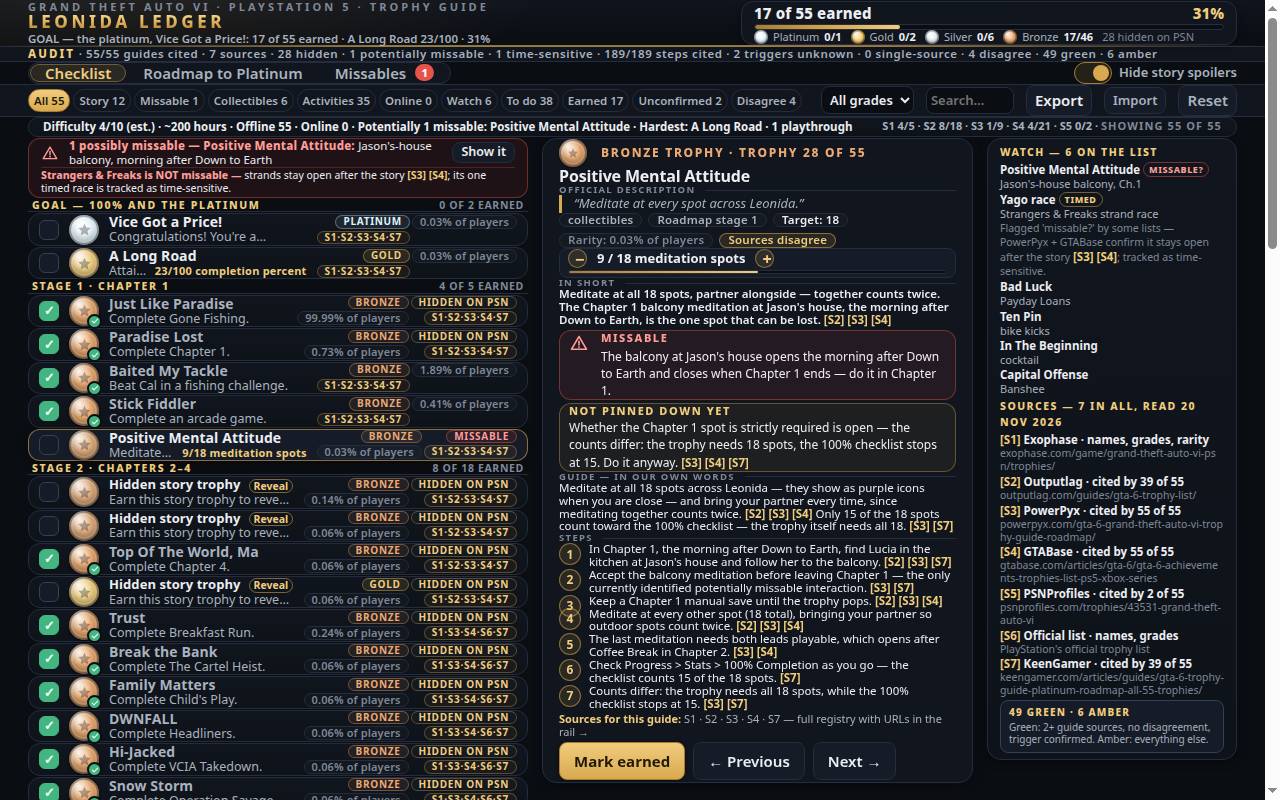 GRAND THEFT AUTO VI · PLAYSTATION 5 · TROPHY GUIDE
LEONIDA LEDGER
GOAL — the platinum, Vice Got a Price!: 17 of 55 earned · A Long Road 23/100 · 31%
17 of 55 earned 31%
Platinum 0/1 Gold 0/2 Silver 0/6 Bronze 17/46 28 hidden on PSN
AUDIT · 55/55 guides cited · 7 sources · 28 hidden · 1 potentially missable · 1 time-sensitive · 189/189 steps cited · 2 triggers unconfirmed · 0 single-source · 4 disagree · 49 green · 6 amber
Checklist Roadmap to Platinum Missables 1
Hide story spoilers
All 55 Story 12 Missable 1 Collectibles 6 Activities 35 Online 0 Watch 6 To do 38 Earned 17 Unconfirmed 2 Disagree 4 All grades Search... Export Import Reset
Difficulty 4/10 (est.) · ~200 hours · Offline 55 · Online 0 · Potentially 1 missable: Positive Mental Attitude · Hardest: A Long Road · 1 playthrough S1 4/5 · S2 8/18 · S3 1/9 · S4 4/21 · S5 0/2 · SHOWING 55 OF 55
1 possibly missable — Positive Mental Attitude: Jason's-house
balcony, morning after Down to Earth
Show it
Strangers & Freaks is NOT missable — strands stay open after the story [S3] [S4]; its one
timed race is tracked as time-sensitive.
GOAL — 100% AND THE PLATINUM 0 OF 2 EARNED
Vice Got a Price! PLATINUM 0.03% of players
Congratulations! You're a... S1·S2·S3·S4·S7
A Long Road GOLD 0.03% of players
Attai... 23/100 completion percent S1·S2·S3·S4·S7
STAGE 1 · CHAPTER 1 4 OF 5 EARNED
Just Like Paradise BRONZE HIDDEN ON PSN
Complete Gone Fishing. 99.99% of players S1·S2·S3·S4·S7
Paradise Lost BRONZE HIDDEN ON PSN
Complete Chapter 1. 0.73% of players S1·S2·S3·S4·S7
Baited My Tackle BRONZE 1.89% of players
Beat Cal in a fishing challenge. S1·S2·S3·S4·S7
Stick Fiddler BRONZE 0.41% of players
Complete an arcade game. S1·S2·S3·S4·S7
Positive Mental Attitude BRONZE MISSABLE
Meditate... 9/18 meditation spots 0.03% of players S1·S2·S3·S4·S7
STAGE 2 · CHAPTERS 2–4 8 OF 18 EARNED
Hidden story trophy Reveal BRONZE HIDDEN ON PSN
Earn this story trophy to reve... 0.14% of players S1·S2·S3·S4·S7
Hidden story trophy Reveal BRONZE HIDDEN ON PSN
Earn this story trophy to reve... 0.06% of players S1·S2·S3·S4·S7
Top Of The World, Ma BRONZE HIDDEN ON PSN
Complete Chapter 4. 0.06% of players S1·S2·S3·S4·S7
Hidden story trophy Reveal GOLD HIDDEN ON PSN
Earn this story trophy to reve... 0.06% of players S1·S2·S3·S4·S7
Trust BRONZE HIDDEN ON PSN
Complete Breakfast Run. 0.24% of players S1·S3·S4·S6·S7
Break the Bank BRONZE HIDDEN ON PSN
Complete The Cartel Heist. 0.06% of players S1·S3·S4·S6·S7
Family Matters BRONZE HIDDEN ON PSN
Complete Child's Play. 0.06% of players S1·S3·S4·S6·S7
DWNFALL BRONZE HIDDEN ON PSN
Complete Headliners. 0.06% of players S1·S3·S4·S6·S7
Hi-Jacked BRONZE HIDDEN ON PSN
Complete VCIA Takedown. 0.06% of players S1·S3·S4·S6·S7
Snow Storm BRONZE HIDDEN ON PSN
Complete Operation Savage 0.06% of players S1·S3·S4·S6·S7
BRONZE TROPHY · TROPHY 28 OF 55
Positive Mental Attitude
OFFICIAL DESCRIPTION
“Meditate at every spot across Leonida.”
collectibles Roadmap stage 1 Target: 18
Rarity: 0.03% of players Sources disagree
− 9 / 18 meditation spots +
IN SHORT
Meditate at all 18 spots, partner alongside — together counts twice.
The Chapter 1 balcony meditation at Jason's house, the morning after
Down to Earth, is the one spot that can be lost. [S2] [S3] [S4]
MISSABLE
The balcony at Jason's house opens the morning after Down
to Earth and closes when Chapter 1 ends — do it in Chapter
1.
NOT PINNED DOWN YET
Whether the Chapter 1 spot is strictly required is open — the
counts differ: the trophy needs 18 spots, the 100% checklist stops
at 15. Do it anyway. [S3] [S4] [S7]
GUIDE — IN OUR OWN WORDS
Meditate at all 18 spots across Leonida — they show as purple icons
when you are close — and bring your partner every time, since
meditating together counts twice. [S2] [S3] [S4] Only 15 of the 18 spots
count toward the 100% checklist — the trophy itself needs all 18. [S3] [S7]
STEPS
1 In Chapter 1, the morning after Down to Earth, find Lucia in the
kitchen at Jason's house and follow her to the balcony. [S2] [S3] [S7]
2 Accept the balcony meditation before leaving Chapter 1 — the only
currently identified potentially missable interaction. [S3] [S7]
3 Keep a Chapter 1 manual save until the trophy pops. [S2] [S3] [S4]
4 Meditate at every other spot (18 total), bringing your partner so
outdoor spots count twice. [S2] [S3] [S4]
5 The last meditation needs both leads playable, which opens after
Coffee Break in Chapter 2. [S3] [S4]
6 Check Progress > Stats > 100% Completion as you go — the
checklist counts 15 of the 18 spots. [S7]
7 Counts differ: the trophy needs all 18 spots, while the 100%
checklist stops at 15. [S3] [S7]
Sources for this guide: S1 · S2 · S3 · S4 · S7 — full registry with URLs in the
rail →
Mark earned ← Previous Next →
WATCH — 6 ON THE LIST
Positive Mental Attitude MISSABLE?
Jason's-house balcony, Ch.1
Yago race TIMED
Strangers & Freaks strand race
Flagged 'missable?' by some lists —
PowerPyx + GTABase confirm it stays open
after the story [S3] [S4]; tracked as time-
sensitive.
Bad Luck
Payday Loans
Ten Pin
bike kicks
In The Beginning
cocktail
Capital Offense
Banshee
SOURCES — 7 IN ALL, READ 20
NOV 2026
[S1] Exophase · names, grades, rarity
exophase.com/game/grand-theft-auto-vi-ps
n/trophies/
[S2] Outputlag · cited by 39 of 55
outputlag.com/guides/gta-6-trophy-list/
[S3] PowerPyx · cited by 55 of 55
powerpyx.com/gta-6-grand-theft-auto-vi-trop
hy-guide-roadmap/
[S4] GTABase · cited by 55 of 55
gtabase.com/articles/gta-6/gta-6-achieveme
nts-trophies-list-ps5-xbox-series
[S5] PSNProfiles · cited by 2 of 55
psnprofiles.com/trophies/43531-grand-theft-
auto-vi
[S6] Official list · names, grades
PlayStation's official trophy list
[S7] KeenGamer · cited by 39 of 55
keengamer.com/articles/guides/gta-6-trophy-
guide-platinum-roadmap-all-55-trophies/
49 GREEN · 6 AMBER
Green: 2+ guide sources, no disagreement,
trigger confirmed. Amber: everything else.